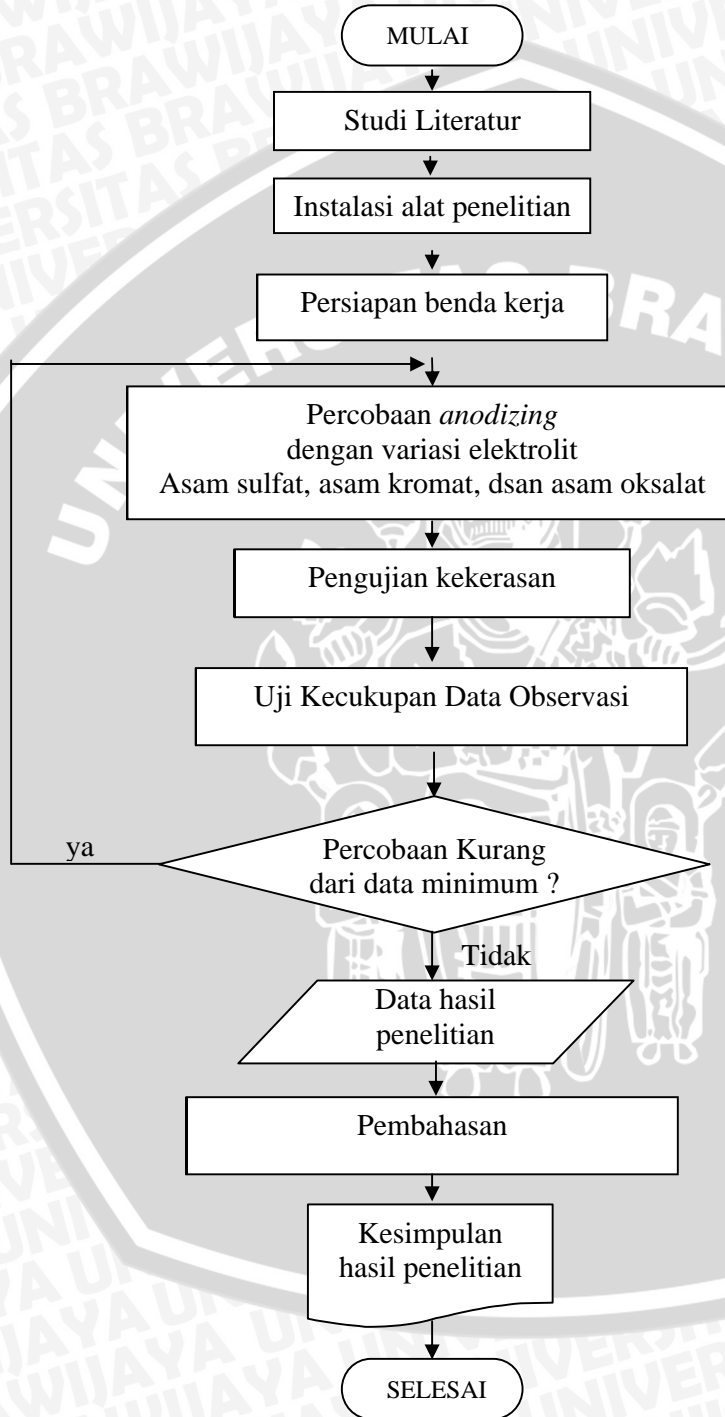 MULAI
Studi Literatur
Instalasi alat penelitian
Persiapan benda kerja
Percobaan anodizing
dengan variasi elektrolit
Asam sulfat, asam kromat, dsan asam oksalat
Pengujian kekerasan
Uji Kecukupan Data Observasi
ya
Percobaan Kurang
dari data minimum ?
Tidak
Data hasil
penelitian
Pembahasan
Kesimpulan
hasil penelitian
SELESAI